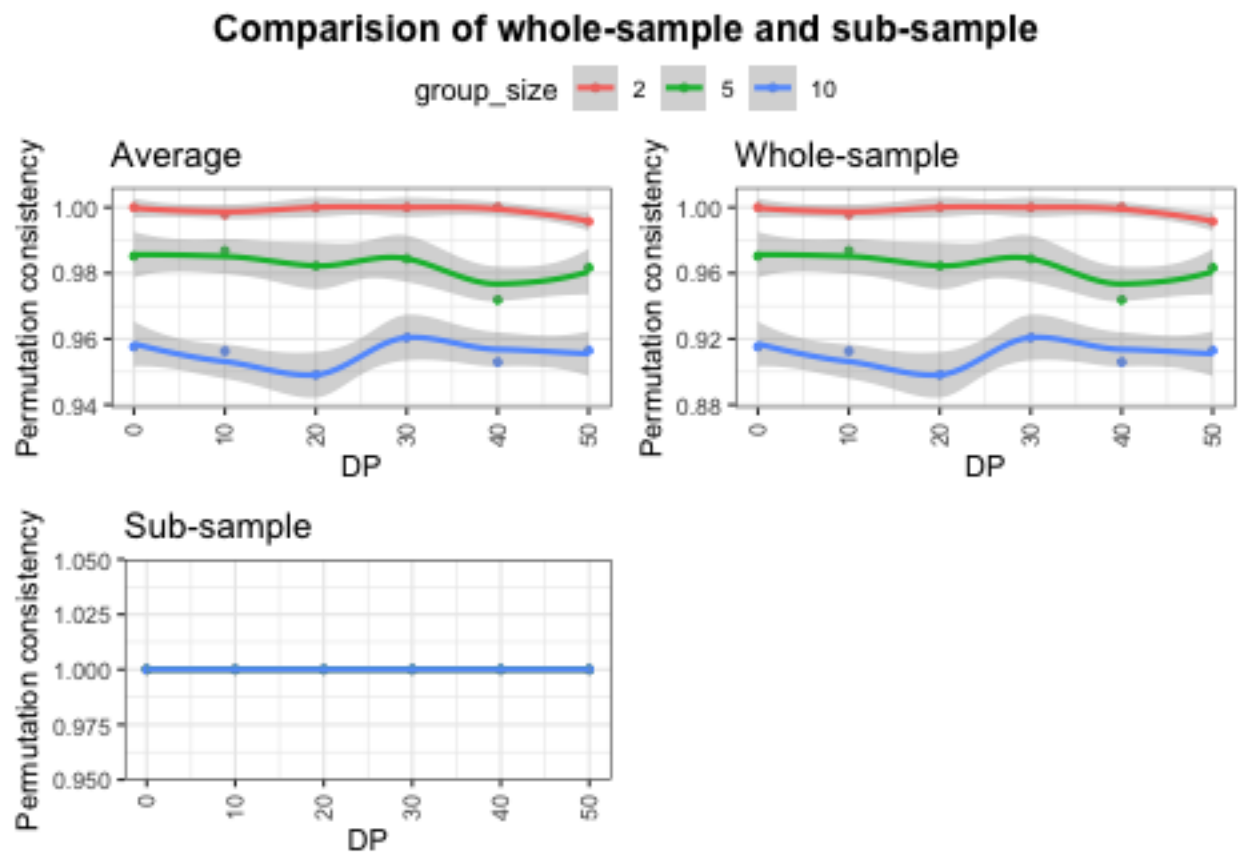 Comparision of whole-sample and sub-sample
group_size 2 5 10
Average
Permutation consistency
1.00
0.98
0.96
0.94
0 10 20 30 40 50
DP
Whole-sample
Permutation consistency
1.00
0.96
0.92
0.88
0 10 20 30 40 50
DP
Sub-sample
Permutation consistency
1.050
1.025
1.000
0.975
0.950
0 10 20 30 40 50
DP